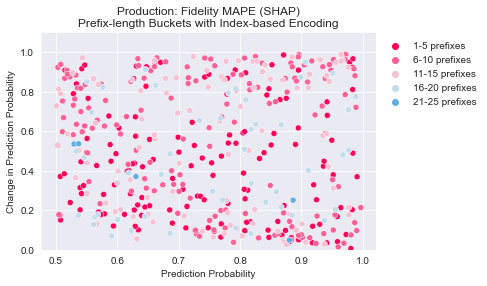 Production: Fidelity MAPE (SHAP)
Prefix-length Buckets with Index-based Encoding
1-5 prefixes
6-10 prefixes
11-15 prefixes
16-20 prefixes
21-25 prefixes
Change in Prediction Probability
1.0
0.8
0.6
0.4
0.2
0.0
0.5 0.6 0.7 0.8 0.9 1.0
Prediction Probability